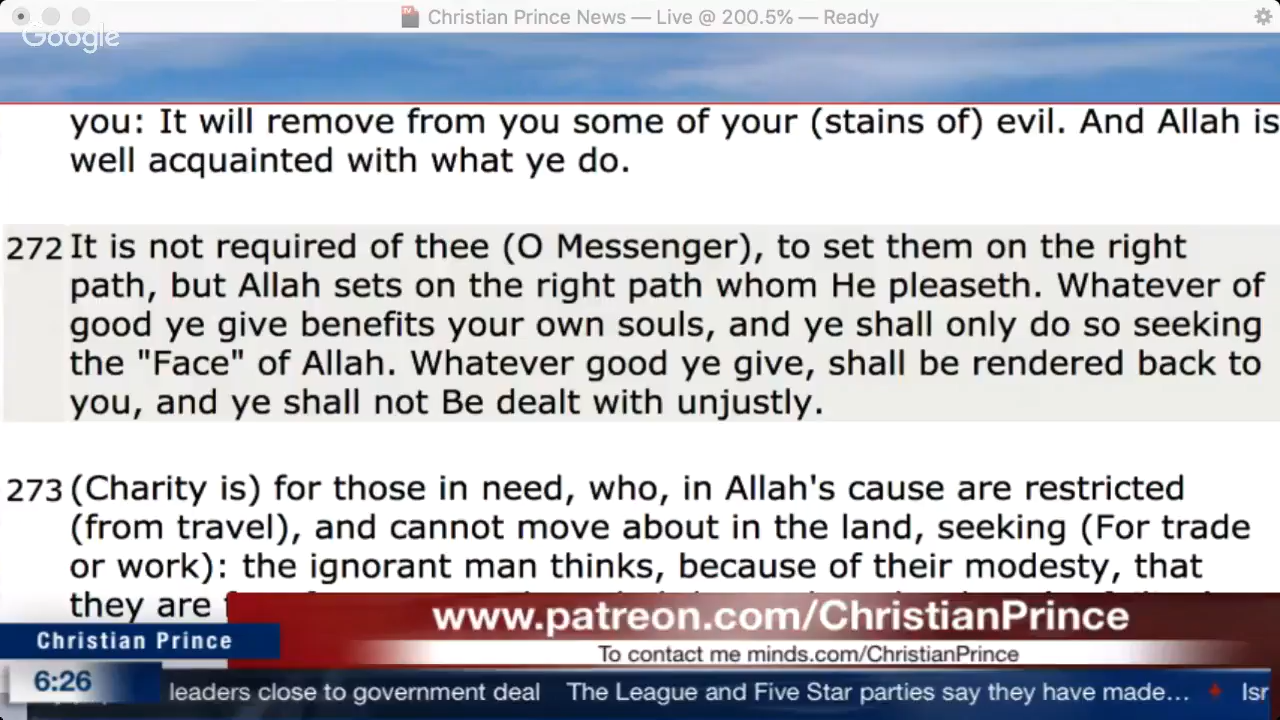 Christian Prince News — Live @ 200.5% — Ready
Google
you: It will remove from you some of your (stains of) evil. And Allah is
well acquainted with what ye do.
272 It is not required of thee (O Messenger), to set them on the right
path, but Allah sets on the right path whom He pleaseth. Whatever of
good ye give benefits your own souls, and ye shall only do so seeking
the "Face" of Allah. Whatever good ye give, shall be rendered back to
you, and ye shall not Be dealt with unjustly.
273 (Charity is) for those in need, who, in Allah's cause are restricted
(from travel), and cannot move about in the land, seeking (For trade
or work): the ignorant man thinks, because of their modesty, that
they are
www.patreon.com/ChristianPrince
Christian Prince
To contact me minds.com/ChristianPrince
6:26
leaders close to government deal The League and Five Star parties say they have made... Isr